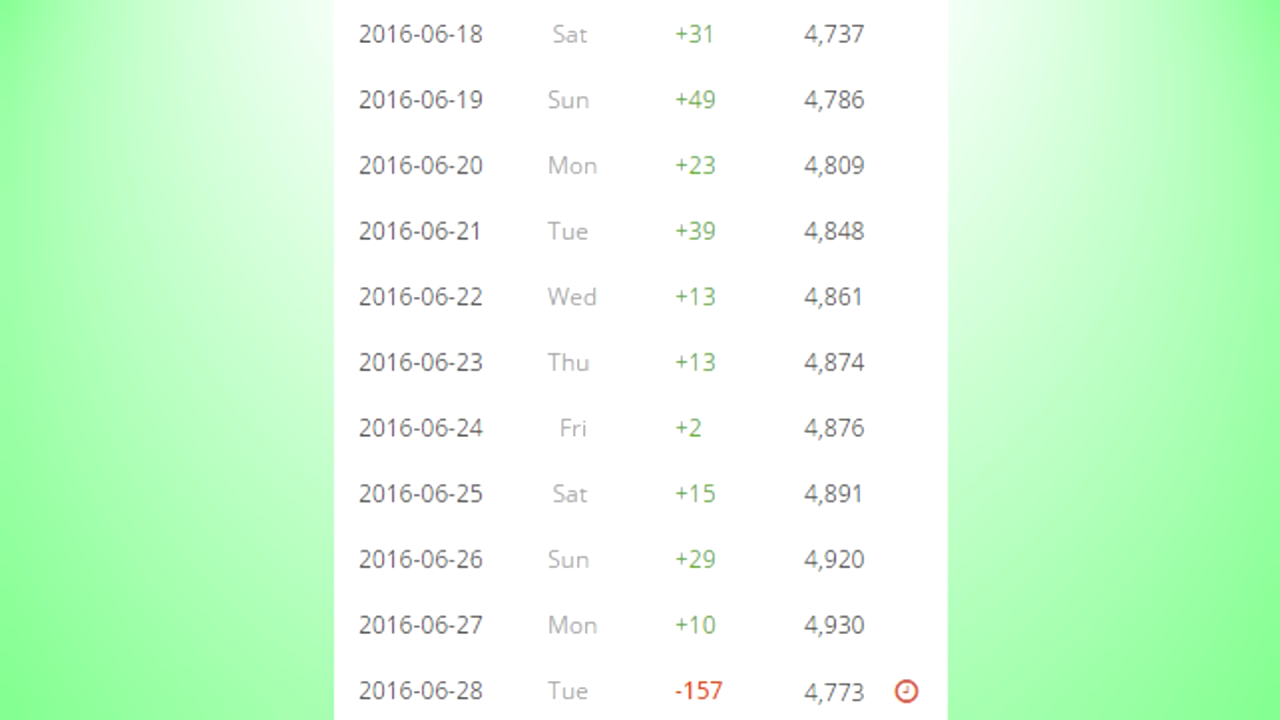 2016-06-18 Sat +31 4,737
2016-06-19 Sun +49 4,786
2016-06-20 Mon +23 4,809
2016-06-21 Tue +39 4,848
2016-06-22 Wed +13 4,861
2016-06-23 Thu +13 4,874
2016-06-24 Fri +2 4,876
2016-06-25 Sat +15 4,891
2016-06-26 Sun +29 4,920
2016-06-27 Mon +10 4,930
2016-06-28 Tue -157 4,773